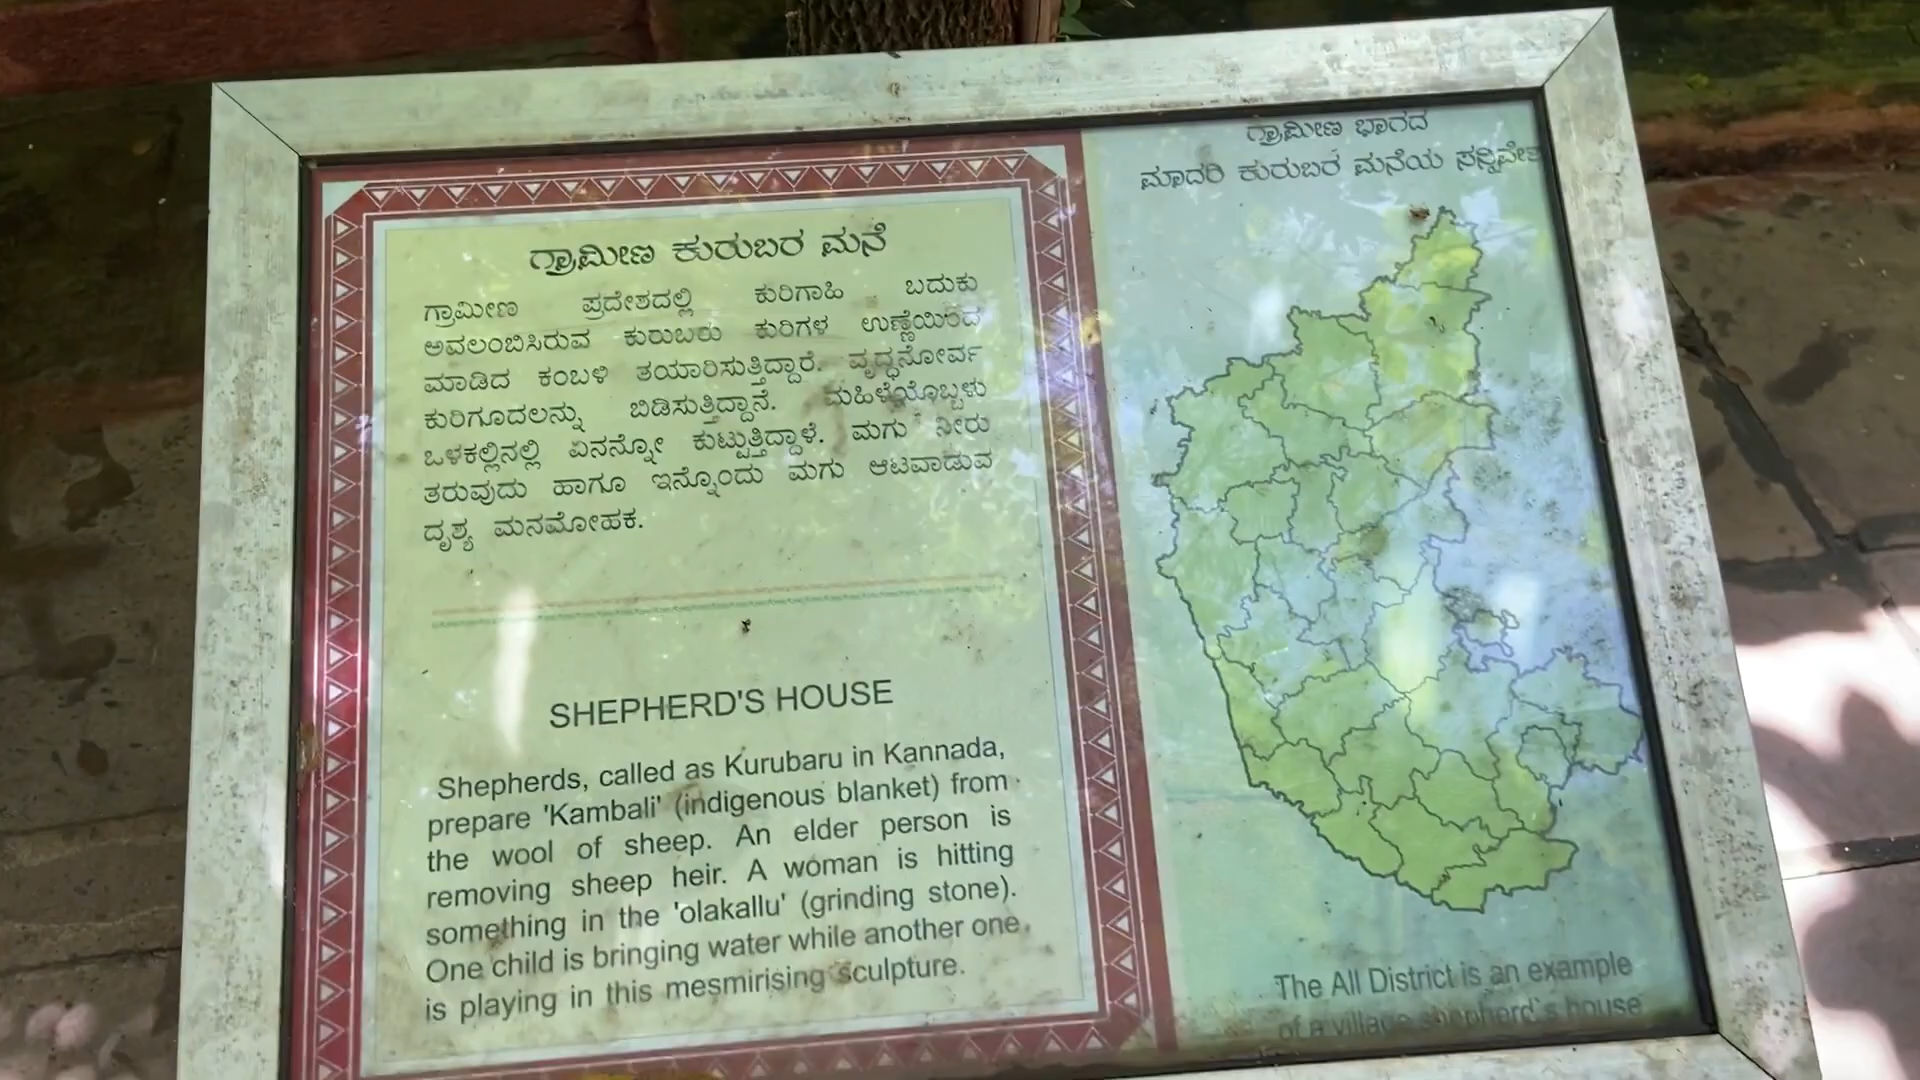 ಗ್ರಾಮೀಣ ಕುರುಬರ ಮನೆ
ಗ್ರಾಮೀಣ ಪ್ರದೇಶದಲ್ಲಿ ಕುರಿಗಾಹಿ ಬದುಕು
ಅವಲಂಬಿಸಿರುವ ಕುರುಬರು ಕುರಿಗಳ ಉಣ್ಣೆಯಿಂದ
ಮಾಡಿದ ಕಂಬಳಿ ತಯಾರಿಸುತ್ತಿದ್ದಾರೆ. ವೃದ್ಧನೋರ್ವ
ಕುರಿಗೂದಲನ್ನು ಬಿಡಿಸುತ್ತಿದ್ದಾನೆ. ಮಹಿಳೆಯೊಬ್ಬಳು
ಒಳಕಲ್ಲಿನಲ್ಲಿ ಏನನ್ನೋ ಕುಟ್ಟುತ್ತಿದ್ದಾಳೆ. ಮಗು ನೀರು
ತರುವುದು ಹಾಗೂ ಇನ್ನೊಂದು ಮಗು ಆಟವಾಡುವ
ದೃಶ್ಯ ಮನಮೋಹಕ.
SHEPHERD'S HOUSE
Shepherds, called as Kurubaru in Kannada,
prepare 'Kambali' (indigenous blanket) from
the wool of sheep. An elder person is
removing sheep heir. A woman is hitting
something in the 'olakallu' (grinding stone).
One child is bringing water while another one
is playing in this mesmirising sculpture.
ಗ್ರಾಮೀಣ ಭಾಗದ
ಮಾದರಿ ಕುರುಬರ ಮನೆಯ ಸನ್ನಿವೇಶ
The All District is an example
of a village shepherd's house